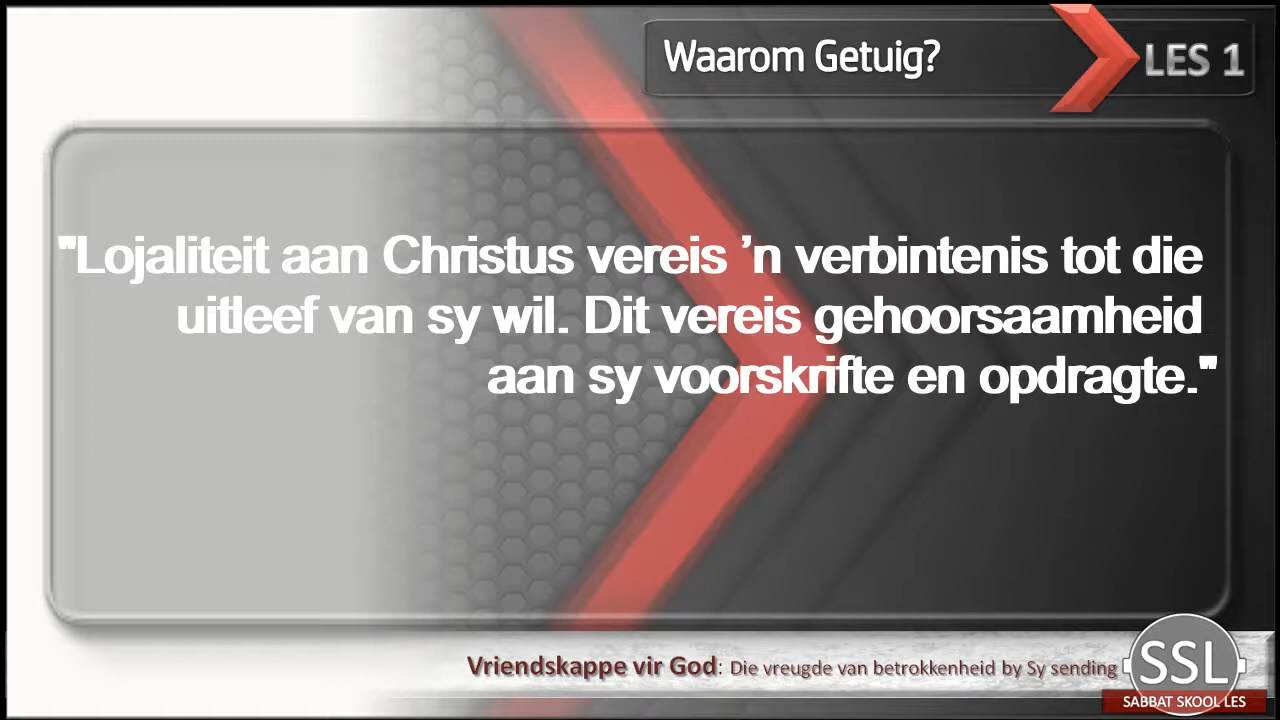 Waarom Getuig?
LES 1
"Lojaliteit aan Christus vereis ’n verbintenis tot die
uitleef van sy wil. Dit vereis gehoorsaamheid
aan sy voorskrifte en opdragte."
Vriendskappe vir God: Die vreugde van betrokkenheid by Sy sending
SSL
SABBAT SKOOL LES